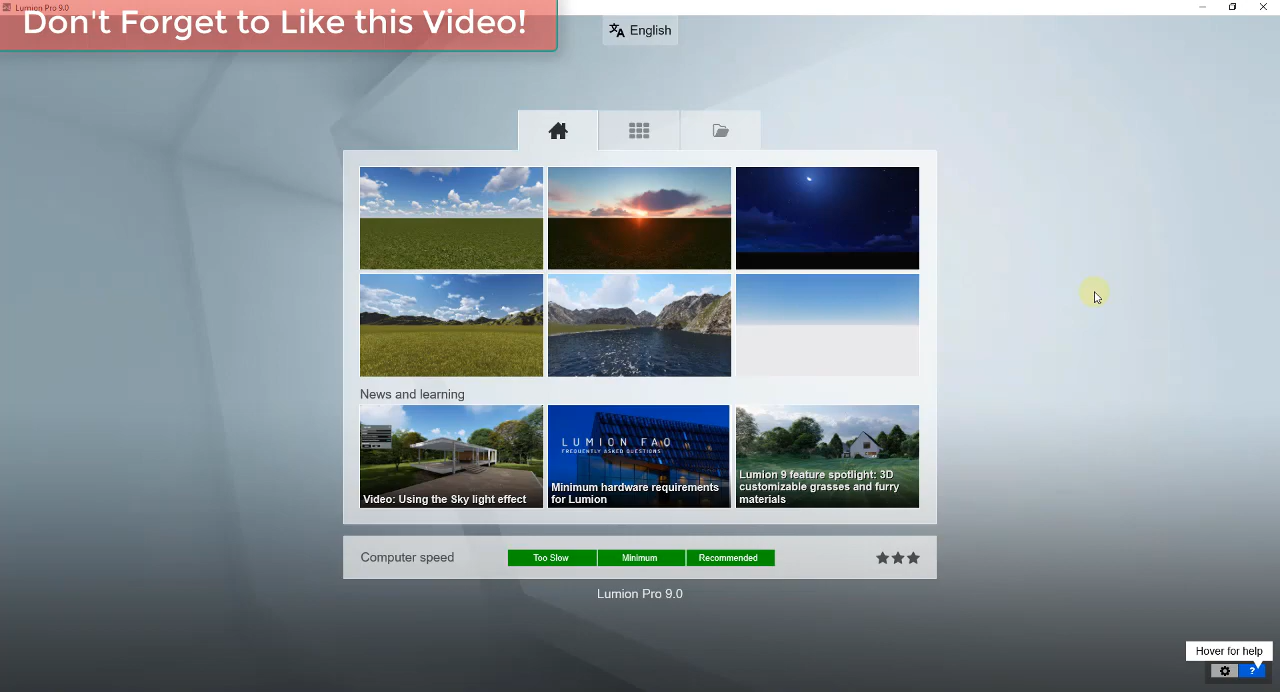 Lumion Pro 9.0
Don't Forget to Like this Video!
English
News and learning
Video: Using the Sky light effect
LUMION FAQ
FREQUENTLY ASKED QUESTIONS
Minimum hardware requirements
for Lumion
Lumion 9 feature spotlight: 3D
customizable grasses and furry
materials
Computer speed
Too Slow
Minimum
Recommended
Lumion Pro 9.0
Hover for help
?